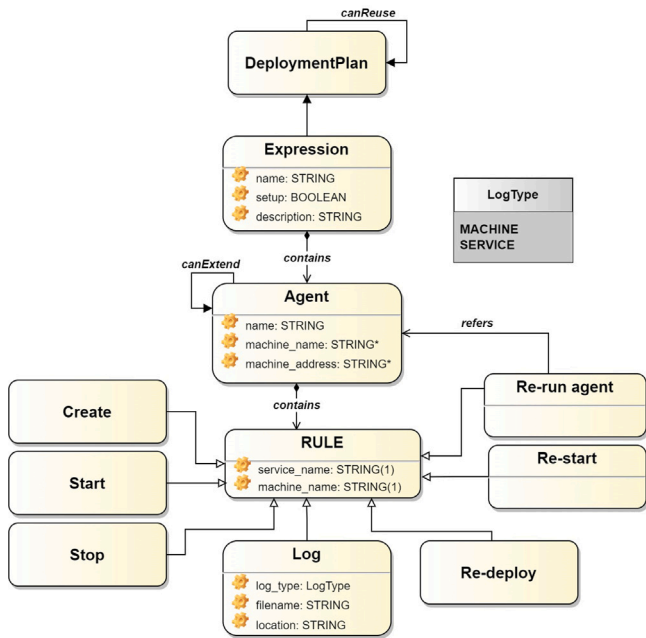 canReuse
DeploymentPlan
Expression
name: STRING
setup: BOOLEAN
description: STRING
LogType
MACHINE
SERVICE
contains
canExtend
Agent
name: STRING
machine_name: STRING*
machine_address: STRING*
refers
Create
contains
Re-run agent
RULE
service_name: STRING(1)
machine_name: STRING(1)
Start
Re-start
Stop
Log
log_type: LogType
filename: STRING
location: STRING
Re-deploy